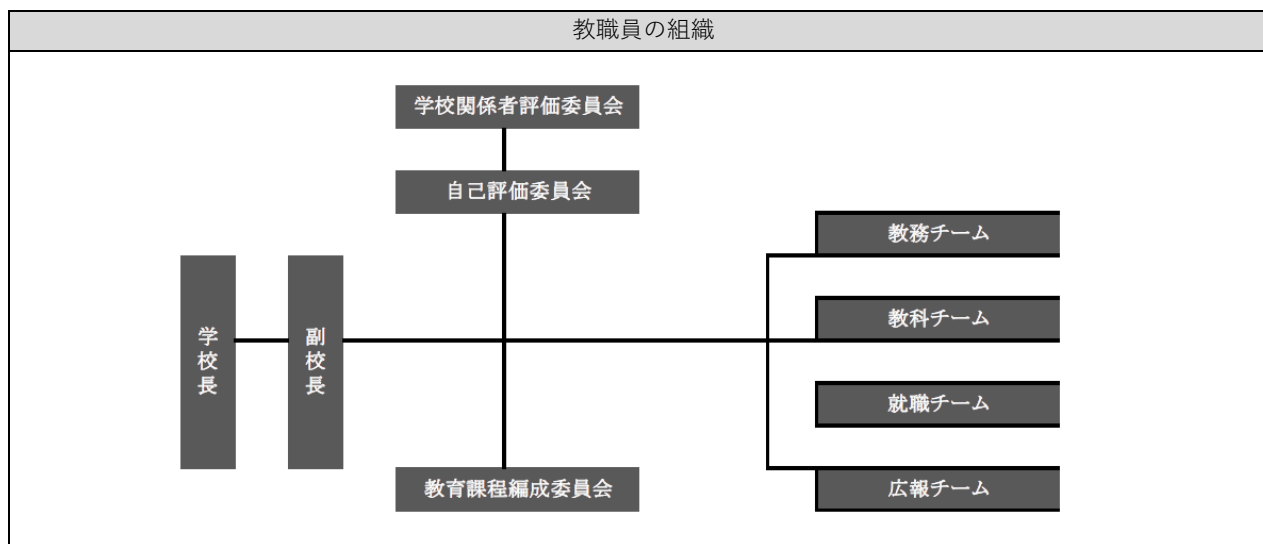 教職員の組織
学校関係者評価委員会
自己評価委員会
教務チーム
学校長
副校長
教科チーム
就職チーム
教育課程編成委員会
広報チーム